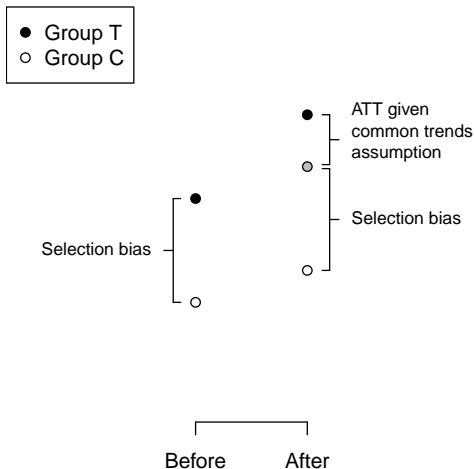 Group T
Group C
ATT given
common trends
assumption
Selection bias
Selection bias
Before
After